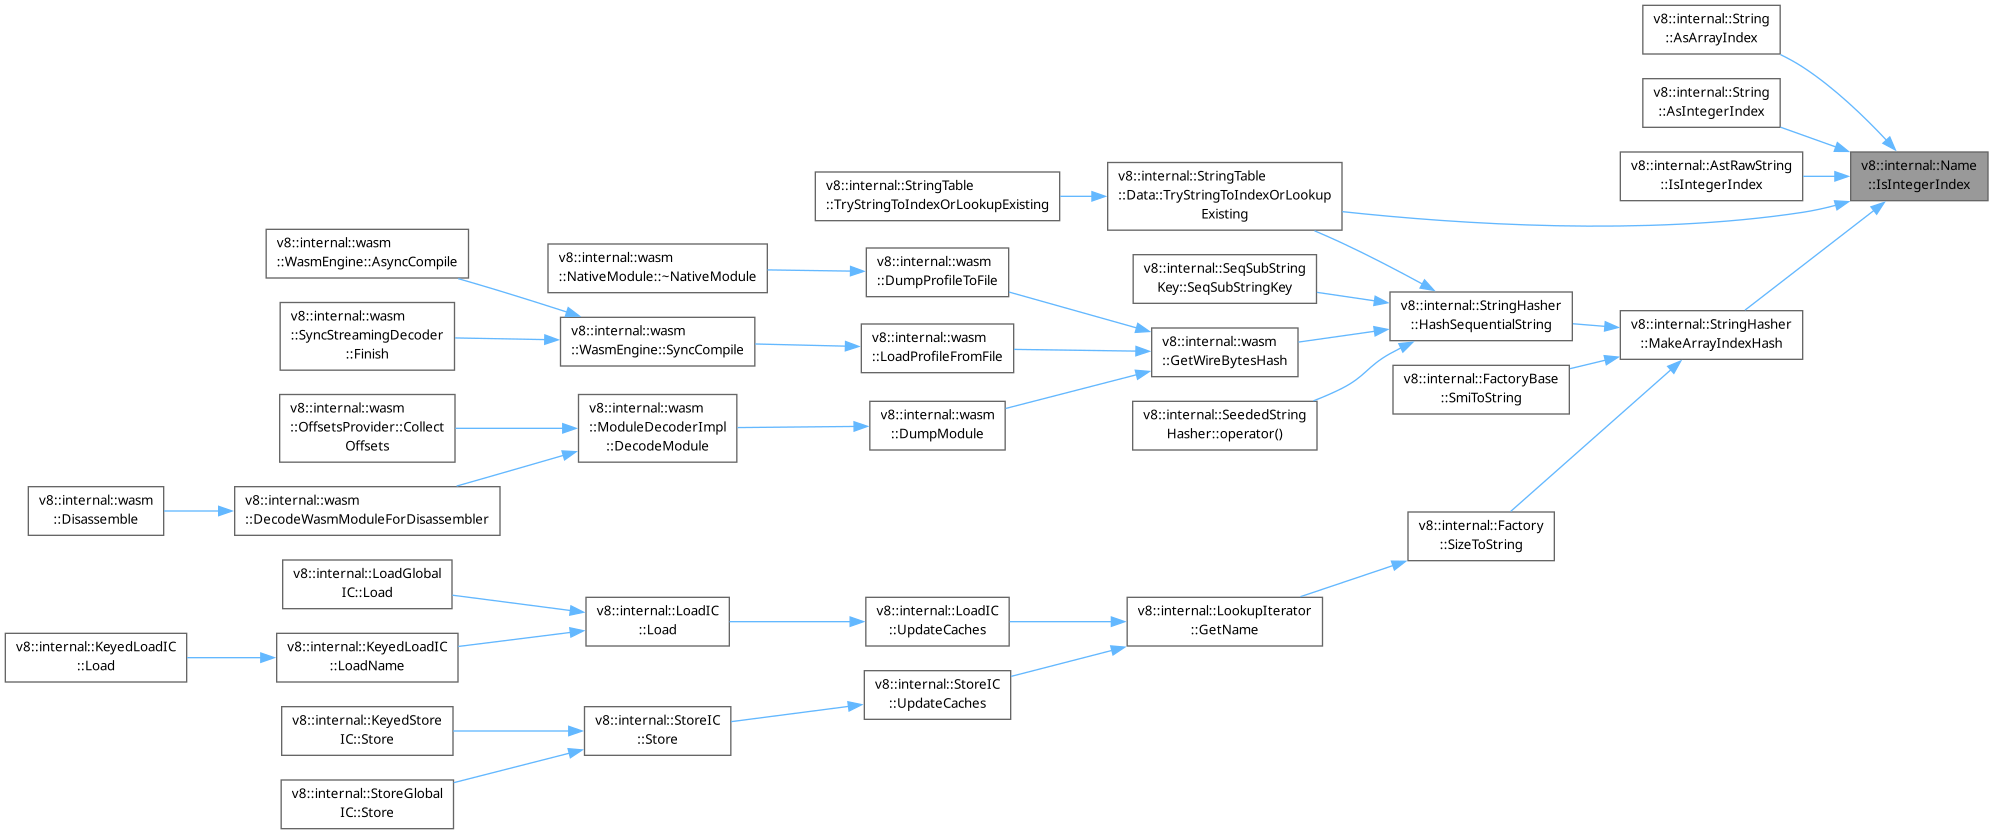 v8::internal::String
::AsArrayIndex
v8::internal::String
::AsIntegerIndex
v8::internal::AstRawString
::IsIntegerIndex
v8::internal::Name
::IsIntegerIndex
v8::internal::StringTable
::Data::TryStringToIndexOrLookup
Existing
v8::internal::StringTable
::TryStringToIndexOrLookupExisting
v8::internal::wasm
::WasmEngine::AsyncCompile
v8::internal::wasm
::NativeModule::~NativeModule
v8::internal::wasm
::DumpProfileToFile
v8::internal::SeqSubString
Key::SeqSubStringKey
v8::internal::StringHasher
::HashSequentialString
v8::internal::StringHasher
::MakeArrayIndexHash
v8::internal::wasm
::SyncStreamingDecoder
::Finish
v8::internal::wasm
::WasmEngine::SyncCompile
v8::internal::wasm
::LoadProfileFromFile
v8::internal::wasm
::GetWireBytesHash
v8::internal::FactoryBase
::SmiToString
v8::internal::wasm
::OffsetsProvider::Collect
Offsets
v8::internal::wasm
::ModuleDecoderImpl
::DecodeModule
v8::internal::wasm
::DumpModule
v8::internal::SeededString
Hasher::operator()
v8::internal::wasm
::Disassemble
v8::internal::wasm
::DecodeWasmModuleForDisassembler
v8::internal::Factory
::SizeToString
v8::internal::LoadGlobal
IC::Load
v8::internal::LoadIC
::Load
v8::internal::LoadIC
::UpdateCaches
v8::internal::LookupIterator
::GetName
v8::internal::KeyedLoadIC
::Load
v8::internal::KeyedLoadIC
::LoadName
v8::internal::StoreIC
::UpdateCaches
v8::internal::KeyedStore
IC::Store
v8::internal::StoreIC
::Store
v8::internal::StoreGlobal
IC::Store